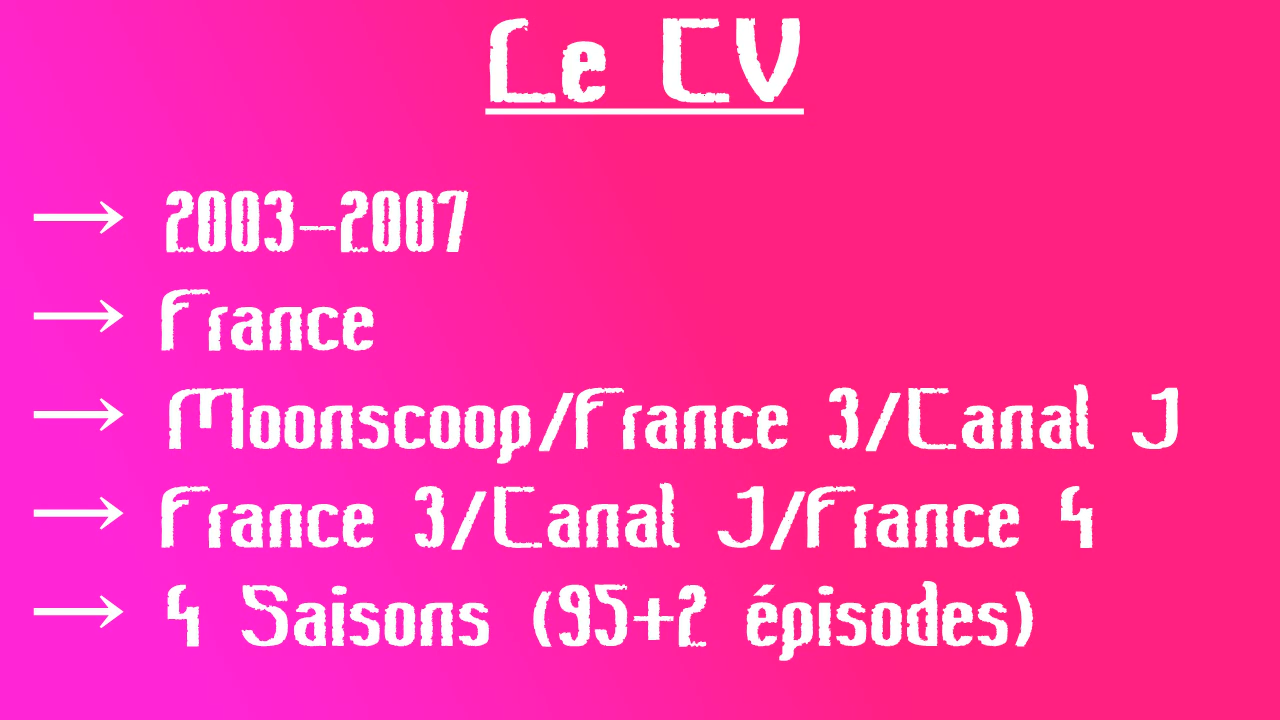 Le CV
→ 2003-2007
→ France
→ Moonscoop/France 3/Canal J
→ France 3/Canal J/France 4
→ 4 Saisons (95+2 épisodes)